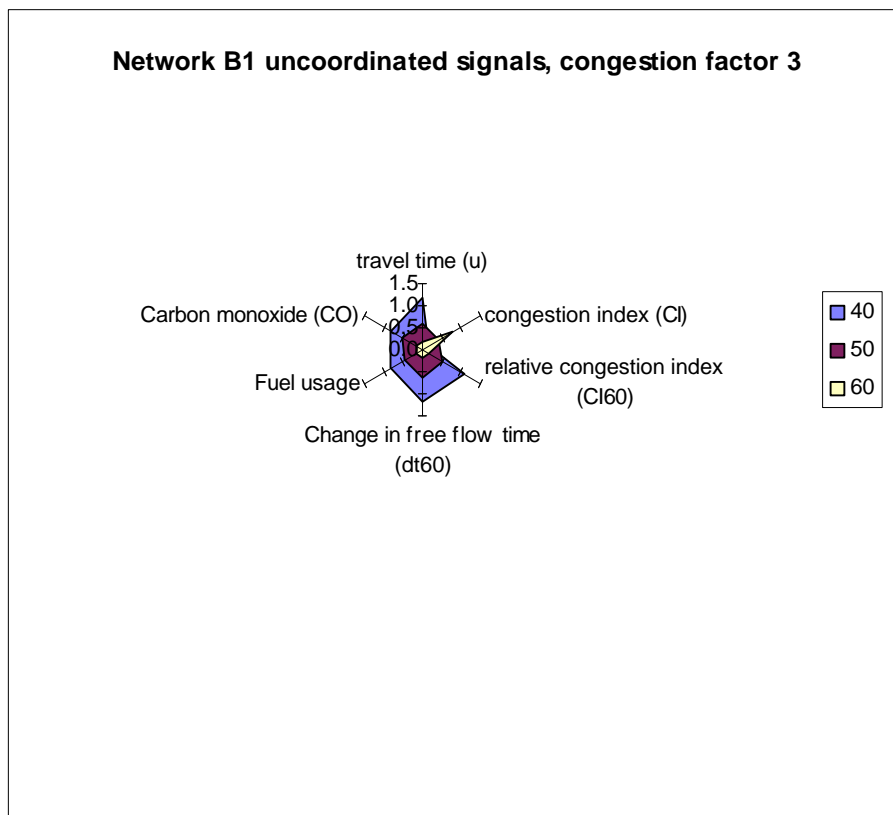 Network B1 uncoordinated signals, congestion factor 3
travel time (u)
1.5
1.0
0.5
0.0
Carbon monoxide (CO)
congestion index (CI)
Fuel usage
relative congestion index
(CI60)
Change in free flow time
(dt60)
40
50
60